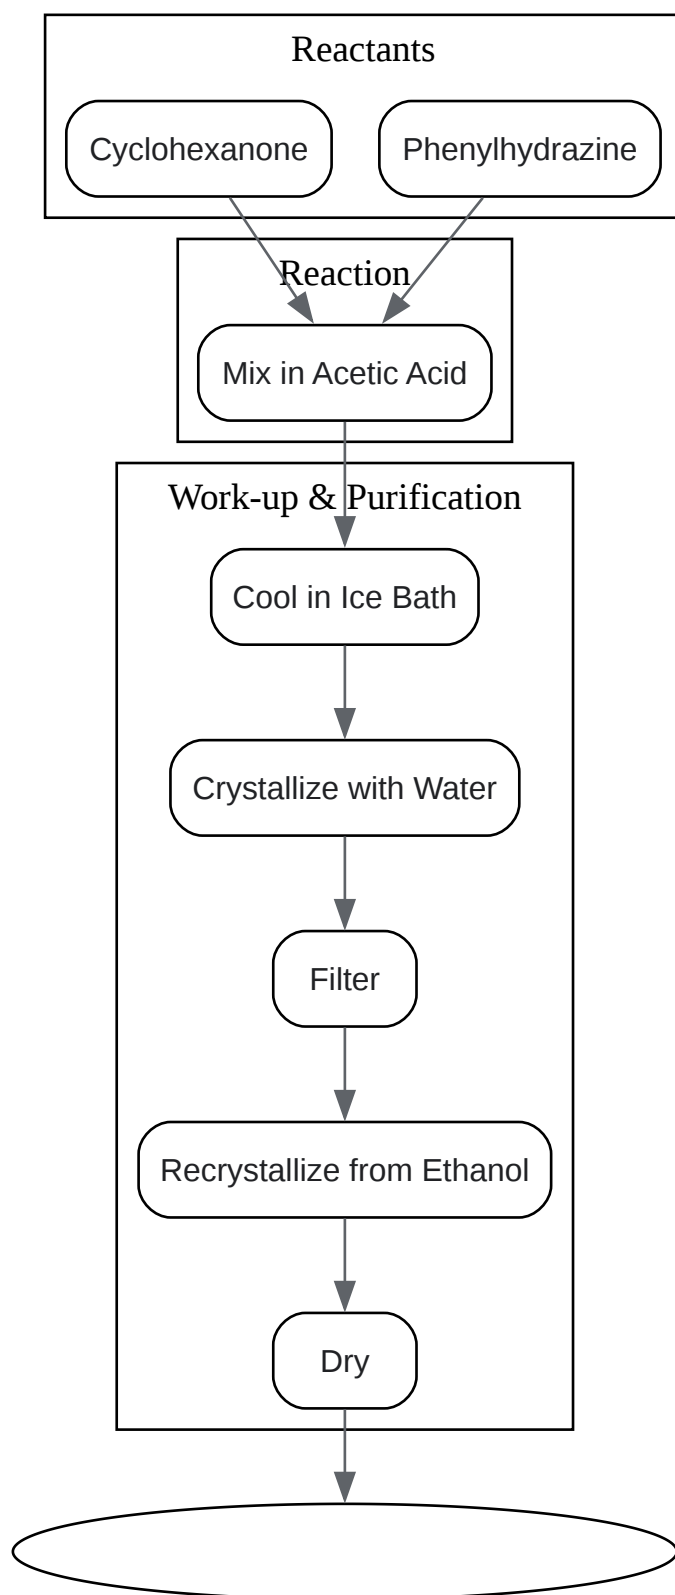 Reactants
Cyclohexanone
Phenylhydrazine
Reaction
Mix in Acetic Acid
Work-up & Purification
Cool in Ice Bath
Crystallize with Water
Filter
Recrystallize from Ethanol
Dry